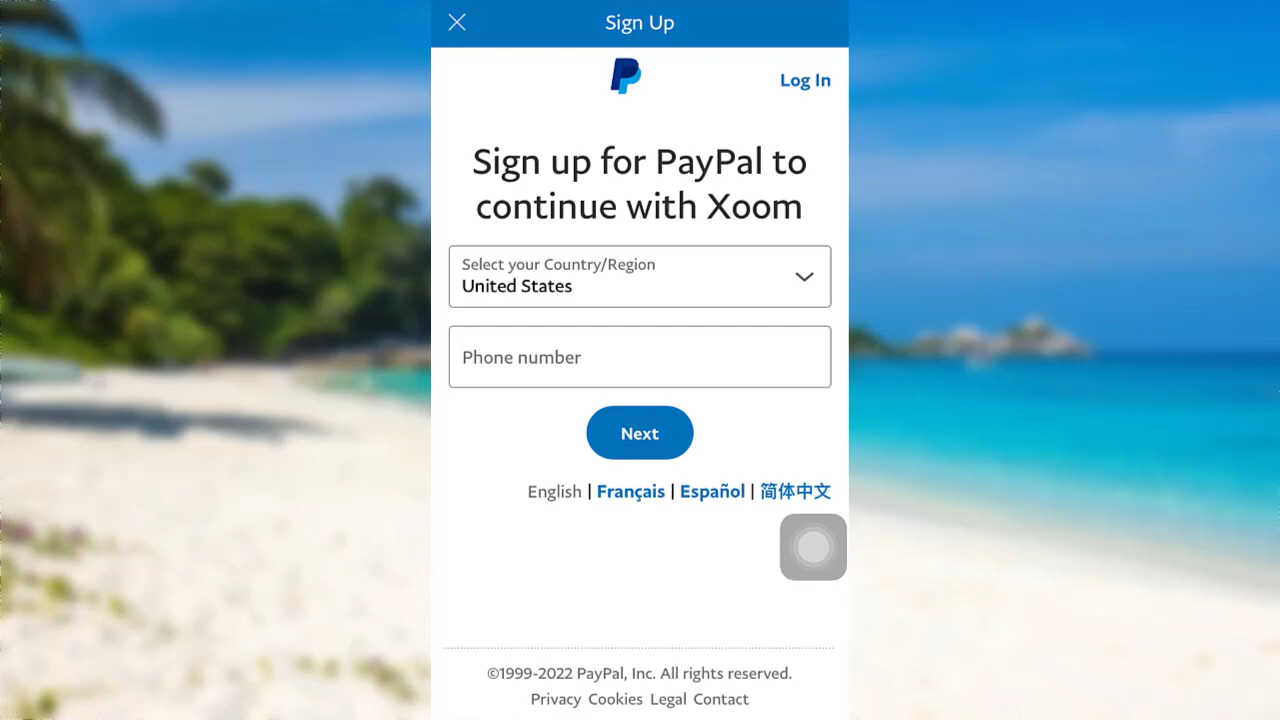 Sign Up
Log In
Sign up for PayPal to
continue with Xoom
Select your Country/Region
United States
Phone number
Next
English | Français | Español | 简体中文
©1999-2022 PayPal, Inc. All rights reserved.
Privacy Cookies Legal Contact